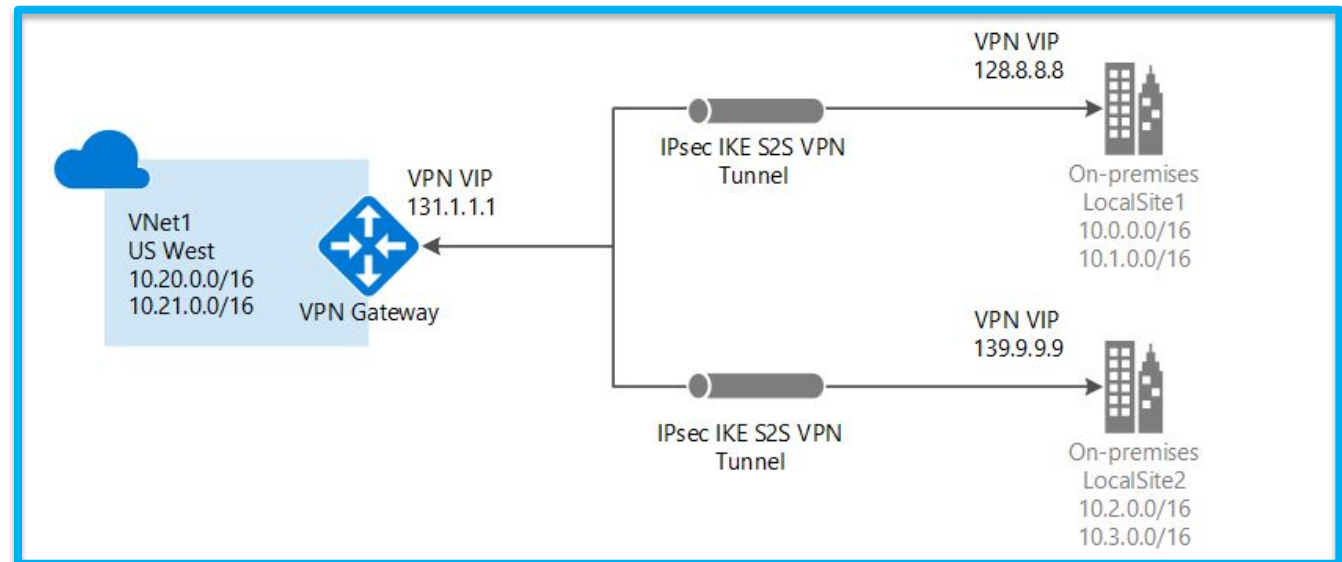 VNet1
US West
10.20.0.0/16
10.21.0.0/16
VPN VIP
131.1.1.1
VPN Gateway
IPsec IKE S2S VPN
Tunnel
VPN VIP
128.8.8.8
On-premises
LocalSite1
10.0.0.0/16
10.1.0.0/16
IPsec IKE S2S VPN
Tunnel
VPN VIP
139.9.9.9
On-premises
LocalSite2
10.2.0.0/16
10.3.0.0/16